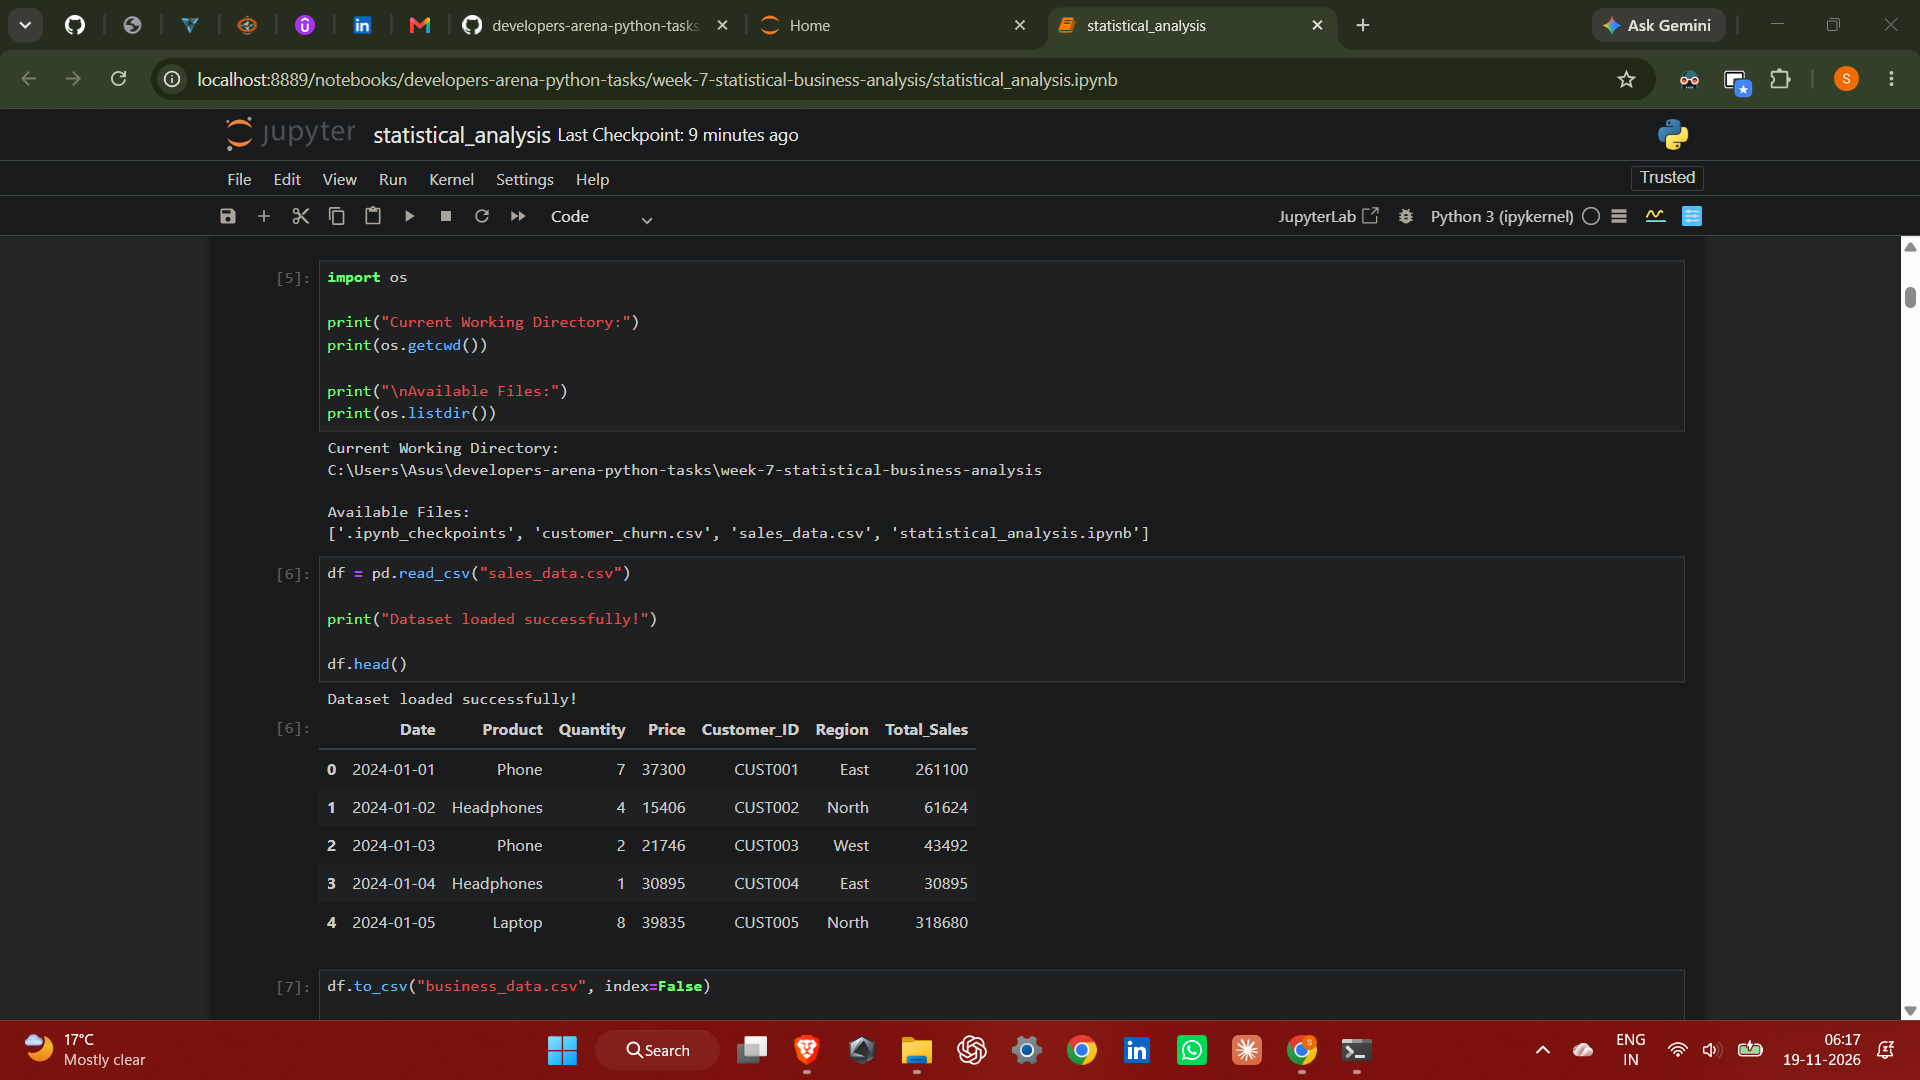 developers-arena-python-tasks
Home
statistical_analysis
Ask Gemini
localhost:8889/notebooks/developers-arena-python-tasks/week-7-statistical-business-analysis/statistical_analysis.ipynb
S
jupyter statistical_analysis Last Checkpoint: 9 minutes ago
File Edit View Run Kernel Settings Help
Trusted
Code
JupyterLab
Python 3 (ipykernel)
[5]:
import os
print("Current Working Directory:")
print(os.getcwd())
print("\nAvailable Files:")
print(os.listdir())
Current Working Directory:
C:\Users\Asus\developers-arena-python-tasks\week-7-statistical-business-analysis
Available Files:
['.ipynb_checkpoints', 'customer_churn.csv', 'sales_data.csv', 'statistical_analysis.ipynb']
[6]:
df = pd.read_csv("sales_data.csv")
print("Dataset loaded successfully!")
df.head()
Dataset loaded successfully!
[6]:
Date Product Quantity Price Customer_ID Region Total_Sales
0 2024-01-01 Phone 7 37300 CUST001 East 261100
1 2024-01-02 Headphones 4 15406 CUST002 North 61624
2 2024-01-03 Phone 2 21746 CUST003 West 43492
3 2024-01-04 Headphones 1 30895 CUST004 East 30895
4 2024-01-05 Laptop 8 39835 CUST005 North 318680
[7]:
df.to_csv("business_data.csv", index=False)
17°C
Mostly clear
Search
ENG
IN
06:17
19-11-2026